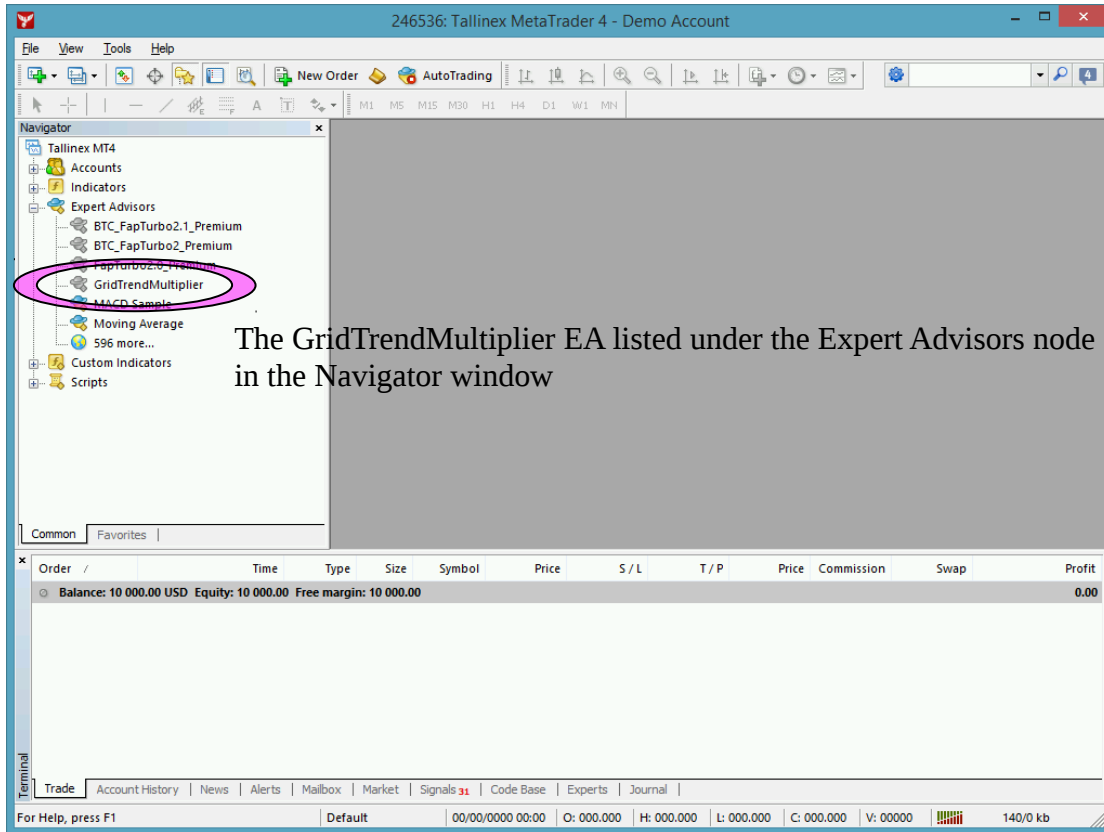 246536: Tallinex MetaTrader 4 - Demo Account
File View Tools Help
New Order AutoTrading 4
A T M1 M5 M15 M30 H1 H4 D1 W1 MN
Navigator
Tallinex MT4
Accounts
Indicators
Expert Advisors
BTC_FapTurbo2.1_Premium
BTC_FapTurbo2_Premium
FapTurbo2.0_Premium
GridTrendMultiplier
MACD Sample
Moving Average
596 more...
Custom Indicators
Scripts
The GridTrendMultiplier EA listed under the Expert Advisors node
in the Navigator window
Common Favorites
Order / Time Type Size Symbol Price S / L T / P Price Commission Swap Profit
Balance: 10 000.00 USD Equity: 10 000.00 Free margin: 10 000.00 0.00
Terminal
Trade Account History | News | Alerts | Mailbox | Market | Signals 31 | Code Base | Experts | Journal |
For Help, press F1 Default 00/00/0000 00:00 O: 000.000 H: 000.000 L: 000.000 C: 000.000 V: 00000 140/0 kb